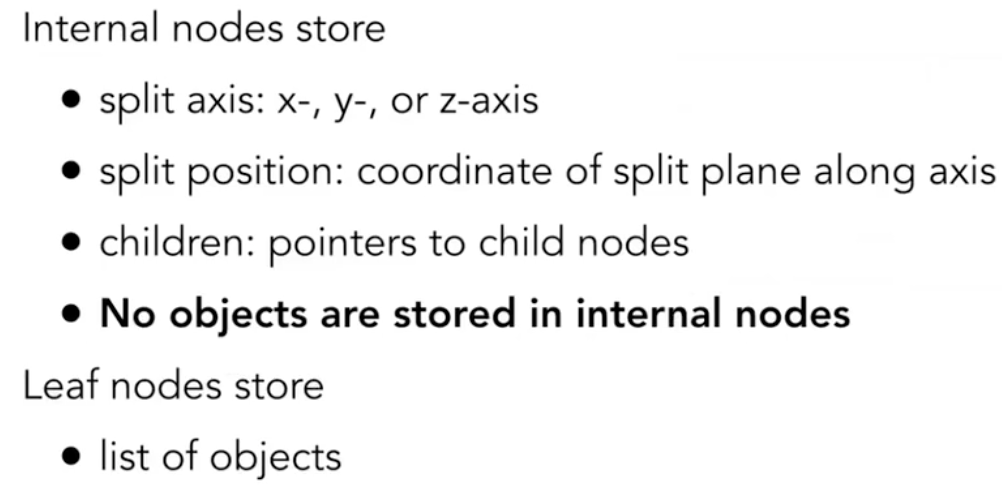 Internal nodes store
• split axis: x-, y-, or z-axis
• split position: coordinate of split plane along axis
• children: pointers to child nodes
• No objects are stored in internal nodes
Leaf nodes store
• list of objects